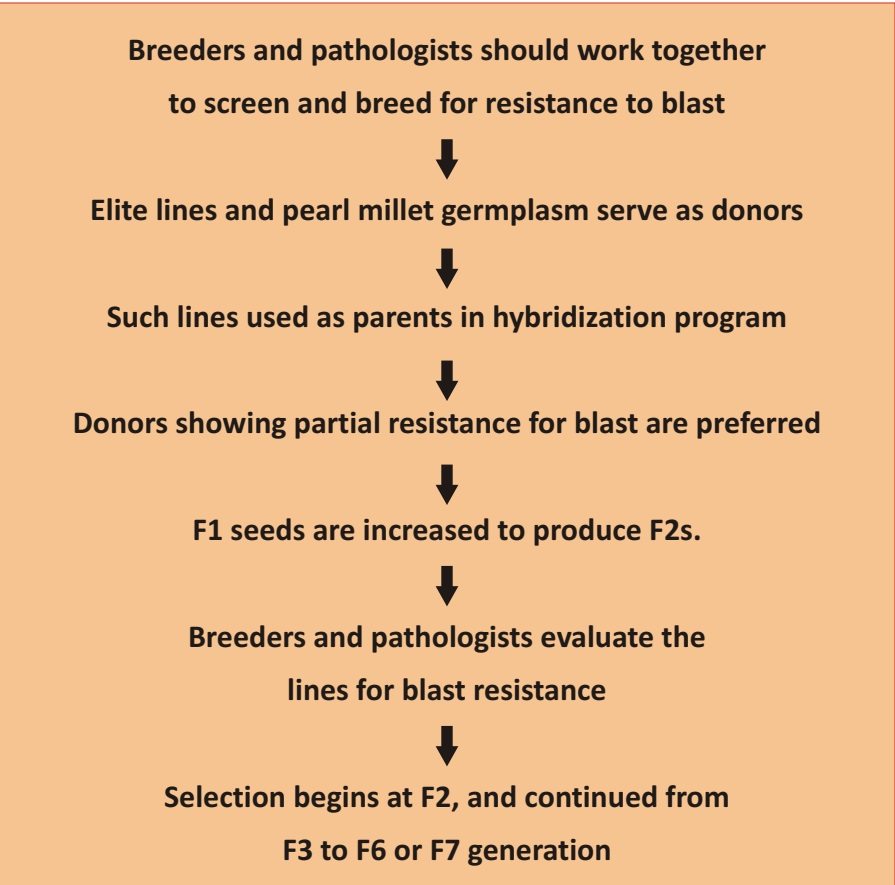 Breeders and pathologists should work together
to screen and breed for resistance to blast
Elite lines and pearl millet germplasm serve as donors
Such lines used as parents in hybridization program
Donors showing partial resistance for blast are preferred
F1 seeds are increased to produce F2s.
Breeders and pathologists evaluate the
lines for blast resistance
Selection begins at F2, and continued from
F3 to F6 or F7 generation